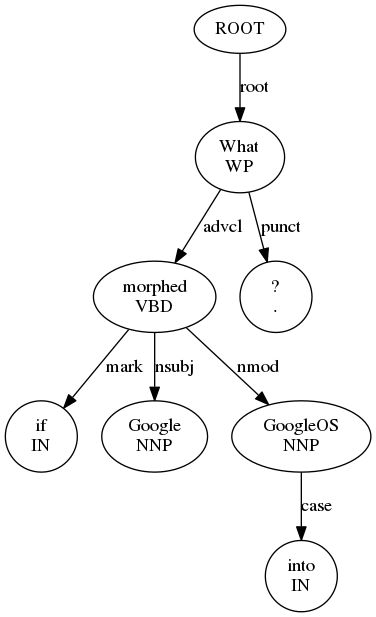 ROOT
root
What
WP
advcl
punct
morphed
VBD
?
.
mark
nsubj
nmod
if
IN
Google
NNP
GoogleOS
NNP
case
into
IN